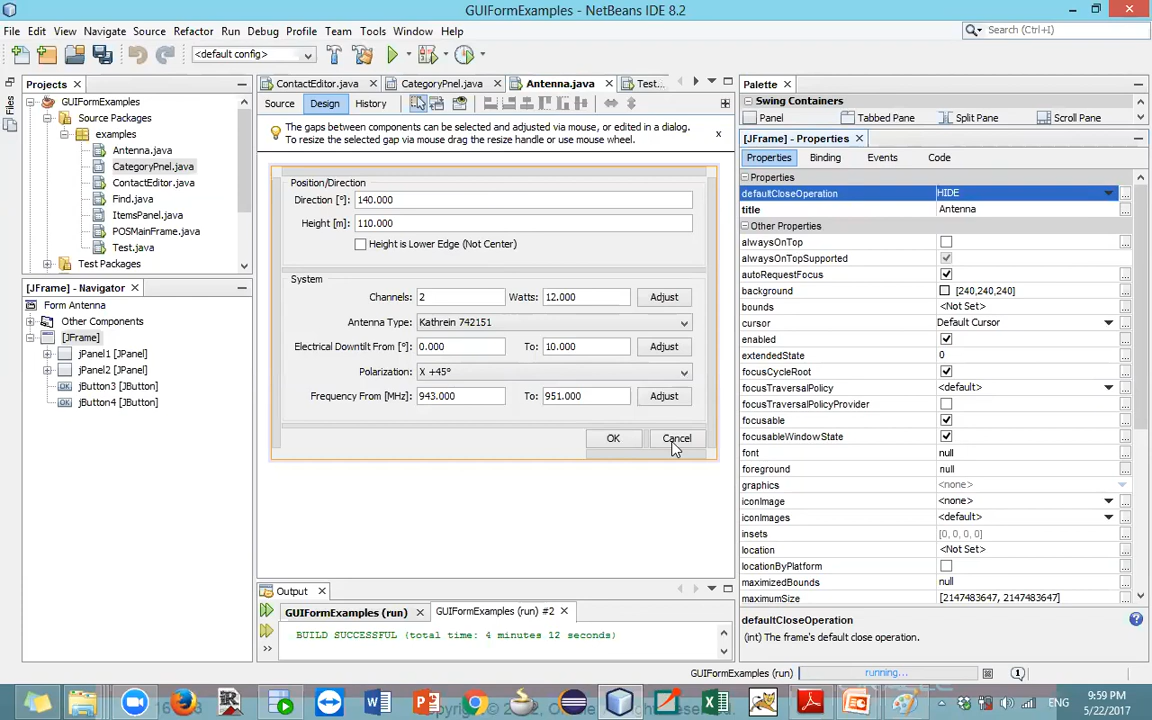 GUIFormExamples - NetBeans IDE 8.2
File Edit View Navigate Source Refactor Run Debug Profile Team Tools Window Help
Search (Ctrl+I)
<default config>
Projects
ContactEditor.java CategoryPnel.java Antenna.java Test...
Palette
Files
GUIFormExamples
Source Packages
examples
Antenna.java
CategoryPnel.java
ContactEditor.java
Find.java
ItemsPanel.java
POSMainFrame.java
Test.java
Test Packages
Source Design History
The gaps between components can be selected and adjusted via mouse, or edited in a dialog.
To resize the selected gap via mouse drag the resize handle or use mouse wheel.
Position/Direction
Direction [º]: 140.000
Height [m]: 110.000
Height is Lower Edge (Not Center)
System
Channels: 2 Watts: 12.000 Adjust
Antenna Type: Kathrein 742151
Electrical Downtilt From [º]: 0.000 To: 10.000 Adjust
Polarization: X +45°
Frequency From [MHz] 943.000 To: 951.000 Adjust
OK Cancel
[JFrame] - Navigator
Form Antenna
Other Components
[JFrame]
jPanel1 [JPanel]
jPanel2 [JPanel]
jButton3 [JButton]
jButton4 [JButton]
Swing Containers
Panel Tabbed Pane Split Pane Scroll Pane
[JFrame] - Properties
Properties Binding Events Code
Properties
defaultCloseOperation HIDE
title Antenna
Other Properties
alwaysOnTop
alwaysOnTopSupported
autoRequestFocus
background [240,240,240]
bounds <Not Set>
cursor Default Cursor
enabled
extendedState 0
focusCycleRoot
focusTraversalPolicy <default>
focusTraversalPolicyProvider
focusable
focusableWindowState
font null
foreground null
graphics <none>
iconImage <none>
iconImages <default>
insets [0, 0, 0, 0]
location <Not Set>
locationByPlatform
maximizedBounds null
maximumSize [2147483647, 2147483647]
defaultCloseOperation
(int) The frame's default close operation.
Output
GUIFormExamples (run) GUIFormExamples (run) #2
BUILD SUCCESSFUL (total time: 4 minutes 12 seconds)
GUIFormExamples (run) running...
ENG
9:59 PM
5/22/2017